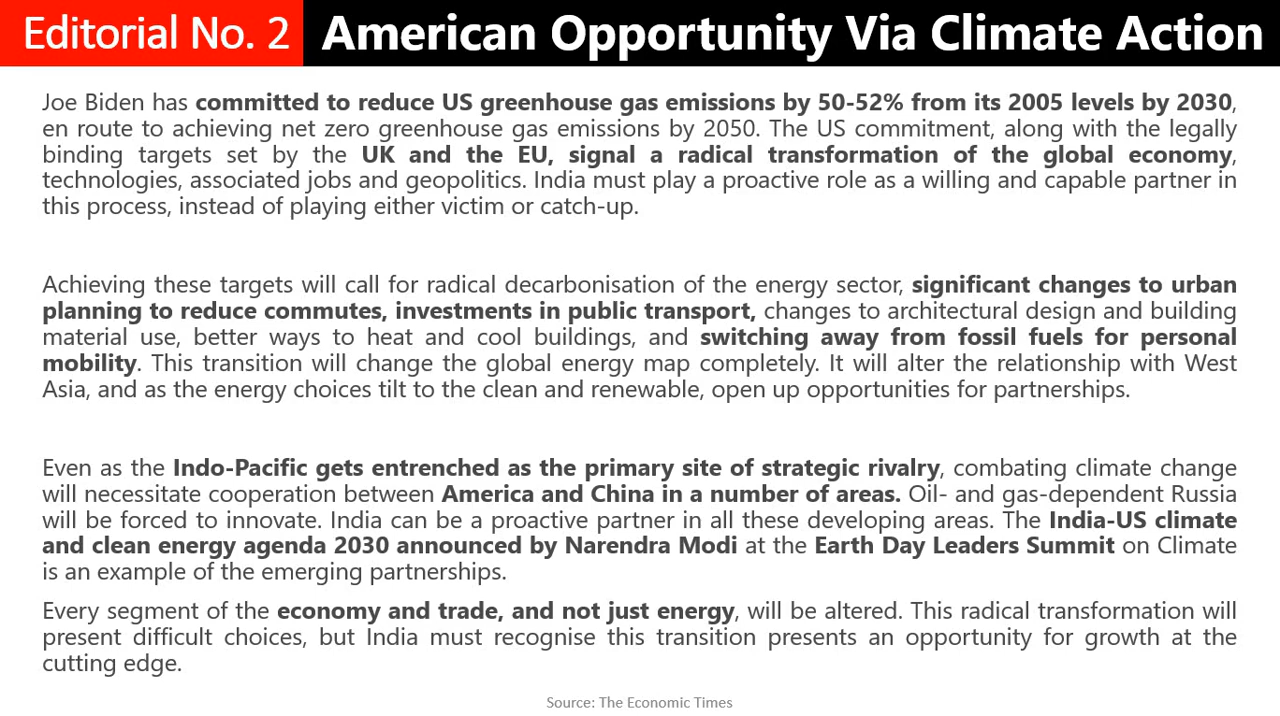 Editorial No. 2
American Opportunity Via Climate Action
Joe Biden has committed to reduce US greenhouse gas emissions by 50-52% from its 2005 levels by 2030,
en route to achieving net zero greenhouse gas emissions by 2050. The US commitment, along with the legally
binding targets set by the UK and the EU, signal a radical transformation of the global economy,
technologies, associated jobs and geopolitics. India must play a proactive role as a willing and capable partner in
this process, instead of playing either victim or catch-up.
Achieving these targets will call for radical decarbonisation of the energy sector, significant changes to urban
planning to reduce commutes, investments in public transport, changes to architectural design and building
material use, better ways to heat and cool buildings, and switching away from fossil fuels for personal
mobility. This transition will change the global energy map completely. It will alter the relationship with West
Asia, and as the energy choices tilt to the clean and renewable, open up opportunities for partnerships.
Even as the Indo-Pacific gets entrenched as the primary site of strategic rivalry, combating climate change
will necessitate cooperation between America and China in a number of areas. Oil- and gas-dependent Russia
will be forced to innovate. India can be a proactive partner in all these developing areas. The India-US climate
and clean energy agenda 2030 announced by Narendra Modi at the Earth Day Leaders Summit on Climate
is an example of the emerging partnerships.
Every segment of the economy and trade, and not just energy, will be altered. This radical transformation will
present difficult choices, but India must recognise this transition presents an opportunity for growth at the
cutting edge.
Source: The Economic Times